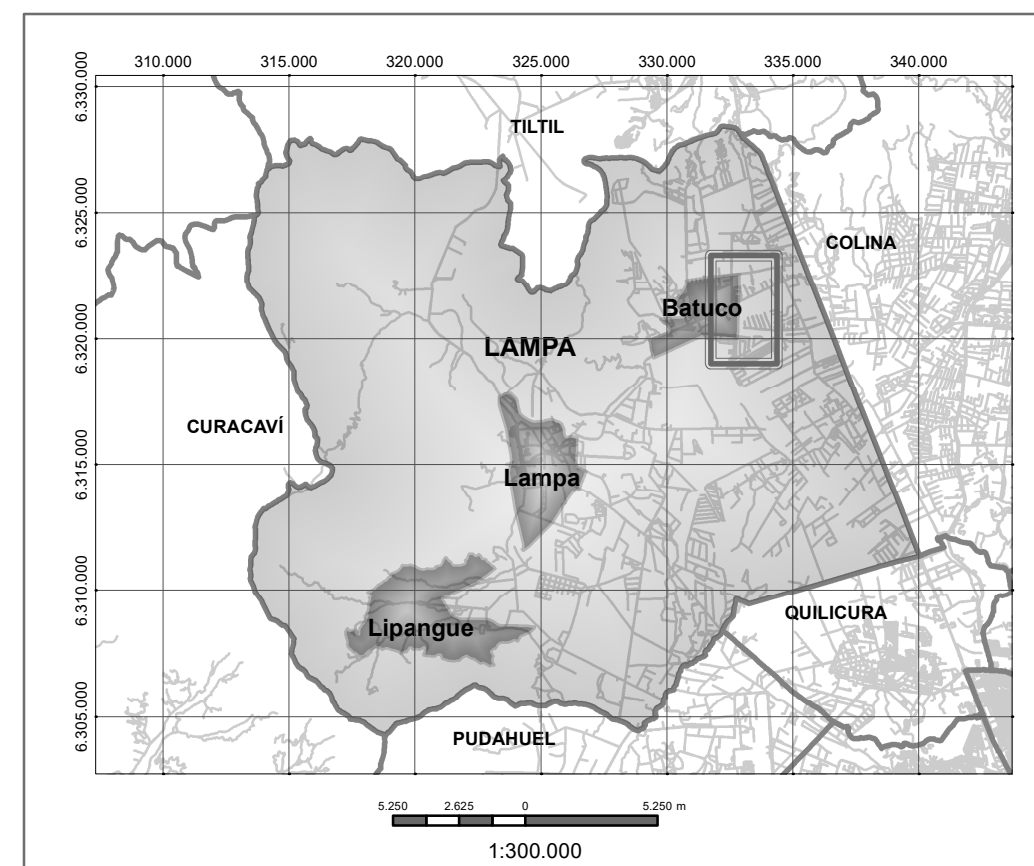 310.000 315.000 320.000 325.000 330.000 335.000 340.000
6.330.000
TILTIL
6.325.000
COLINA
Batuco
6.320.000
LAMPA
CURACAVÍ
6.315.000
Lampa
6.310.000
QUILICURA
Lipangue
6.305.000
PUDAHUEL
5.250 2.625 0 5.250 m
1:300.000